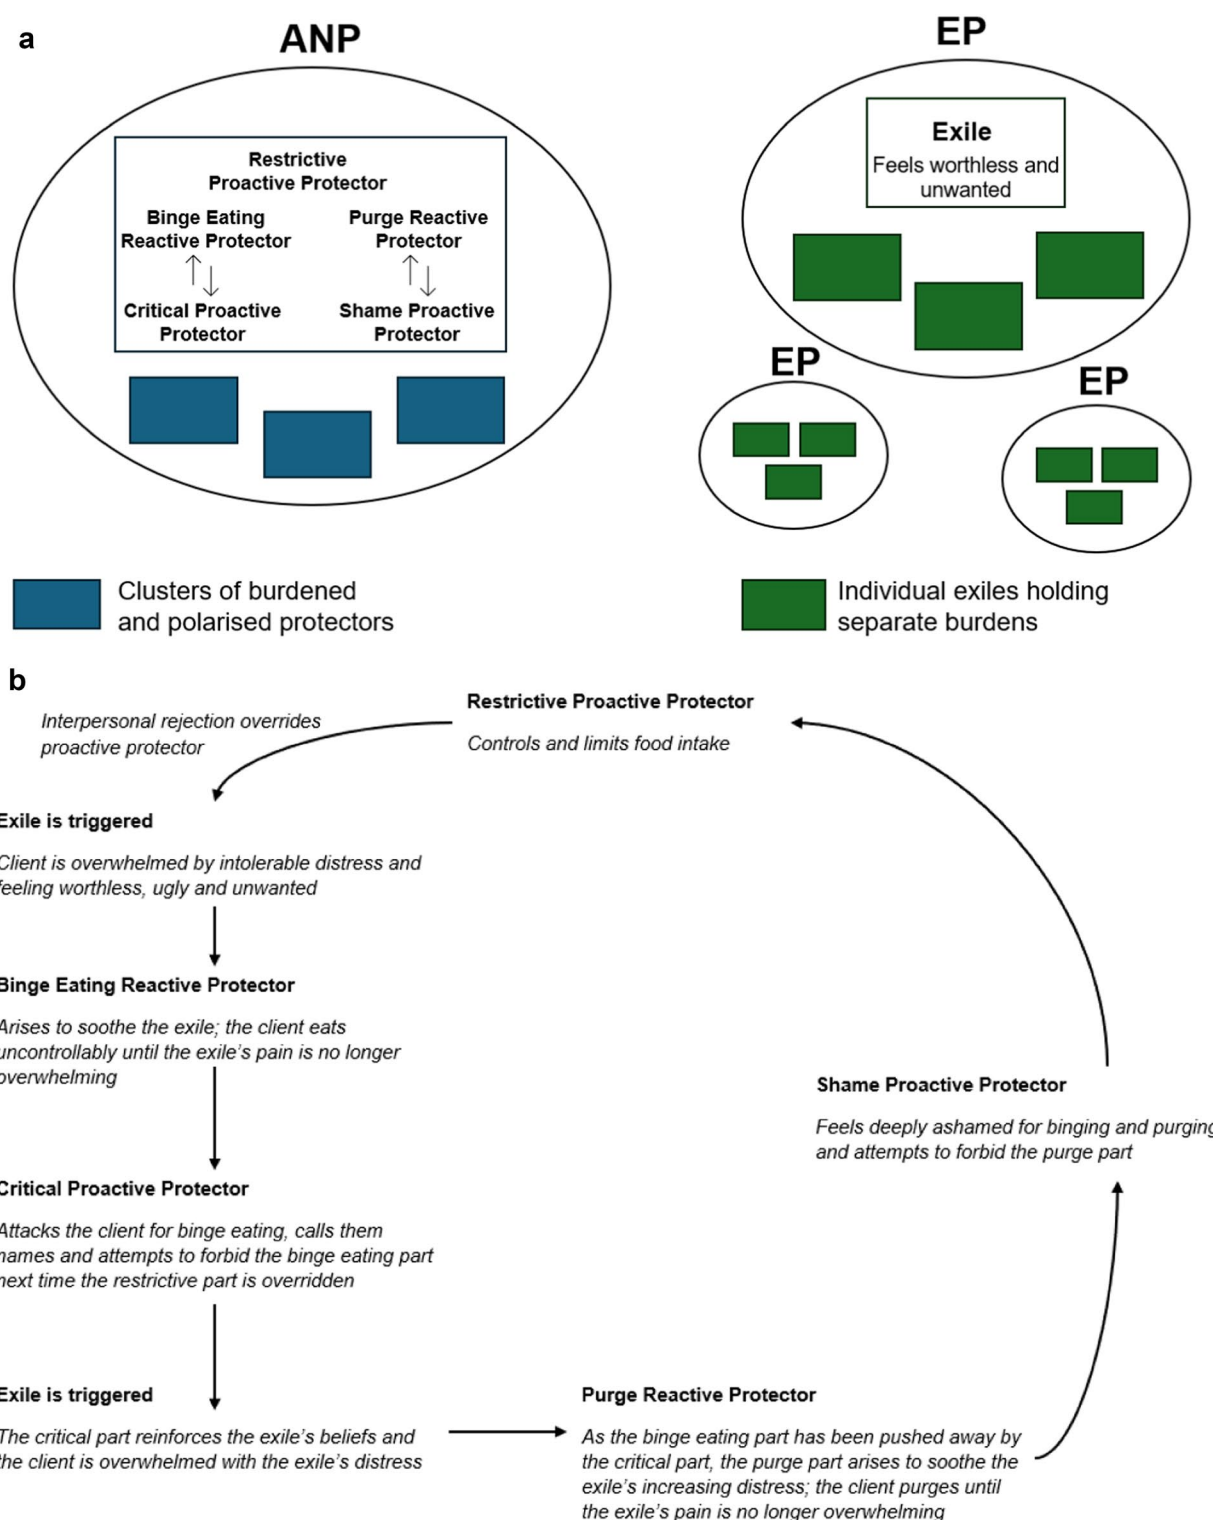 a
ANP
Restrictive
Proactive Protector
Binge Eating
Reactive Protector
Purge Reactive
Protector
Critical Proactive
Protector
Shame Proactive
Protector
EP
Exile
Feels worthless and
unwanted
EP
EP
Clusters of burdened
and polarised protectors
Individual exiles holding
separate burdens
b
Restrictive Proactive Protector
Controls and limits food intake
Interpersonal rejection overrides
proactive protector
Exile is triggered
Client is overwhelmed by intolerable distress and
feeling worthless, ugly and unwanted
Binge Eating Reactive Protector
Arises to soothe the exile; the client eats
uncontrollably until the exile's pain is no longer
overwhelming
Critical Proactive Protector
Attacks the client for binge eating, calls them
names and attempts to forbid the binge eating part
next time the restrictive part is overridden
Exile is triggered
The critical part reinforces the exile's beliefs and
the client is overwhelmed with the exile's distress
Purge Reactive Protector
As the binge eating part has been pushed away by
the critical part, the purge part arises to soothe the
exile's increasing distress; the client purges until
the exile's pain is no longer overwhelming
Shame Proactive Protector
Feels deeply ashamed for binging and purging
and attempts to forbid the purge part